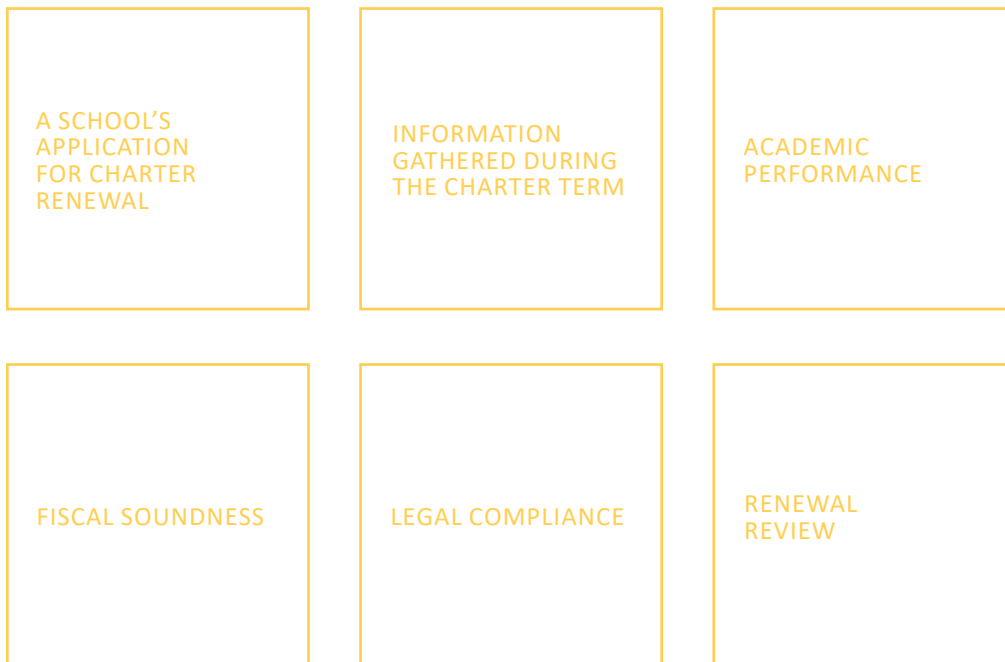 A SCHOOL’S
APPLICATION
FOR CHARTER
RENEWAL
INFORMATION
GATHERED DURING
THE CHARTER TERM
ACADEMIC
PERFORMANCE
FISCAL SOUNDNESS
LEGAL COMPLIANCE
RENEWAL
REVIEW